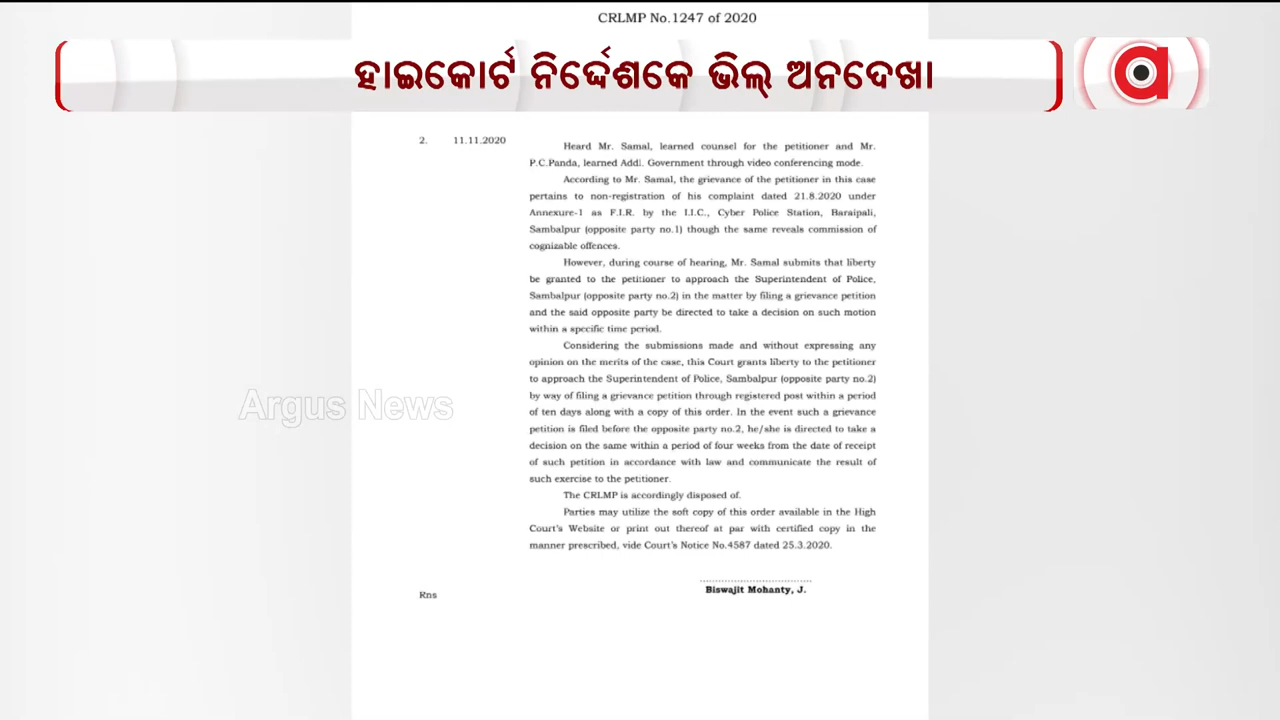 CRLMP No.1247 of 2020
ହାଇକୋର୍ଟ ନିର୍ଦ୍ଦେଶକେ ଭିଲ୍ ଅନଦେଖା
a
2. 11.11.2020
Heard Mr. Samal, learned counsel for the petitioner and Mr.
P.C.Panda, learned Addl. Government through video conferencing mode.
According to Mr. Samal, the grievance of the petitioner in this case
pertains to non-registration of his complaint dated 21.8.2020 under
Annexure-1 as F.I.R. by the I.I.C., Cyber Police Station, Baraipali,
Sambalpur (opposite party no.1) though the same reveals commission of
cognizable offences.
However, during course of hearing, Mr. Samal submits that liberty
be granted to the petitioner to approach the Superintendent of Police,
Sambalpur (opposite party no.2) in the matter by filing a grievance petition
and the said opposite party be directed to take a decision on such motion
within a specific time period.
Considering the submissions made and without expressing any
opinion on the merits of the case, this Court grants liberty to the petitioner
to approach the Superintendent of Police, Sambalpur (opposite party no.2)
by way of filing a grievance petition through registered post within a period
of ten days along with a copy of this order. In the event such a grievance
petition is filed before the opposite party no.2, he/she is directed to take a
decision on the same within a period of four weeks from the date of receipt
of such petition in accordance with law and communicate the result of
such exercise to the petitioner.
The CRLMP is accordingly disposed of.
Parties may utilize the soft copy of this order available in the High
Court's Website or print out thereof at par with certified copy in the
manner prescribed, vide Court's Notice No.4587 dated 25.3.2020.
..............................
Biswajit Mohanty, J.
Rns
Argus News